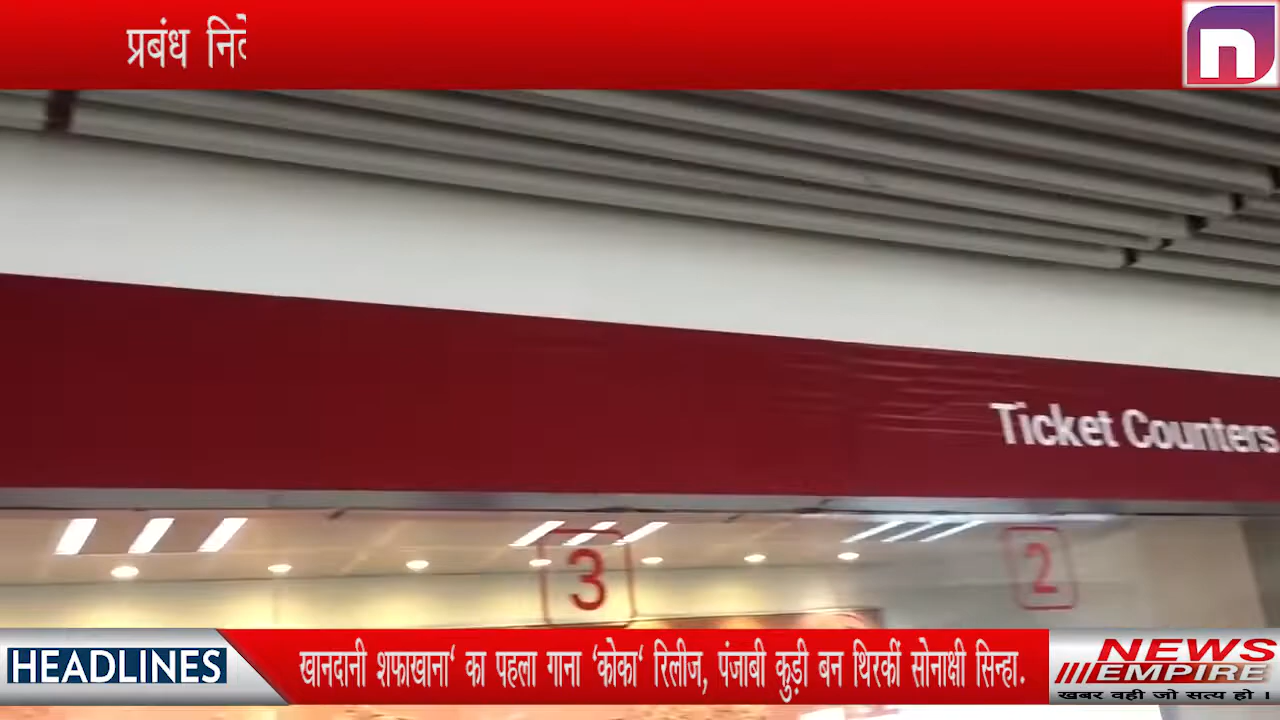 प्रबंध
n
Ticket Counters
3
2
HEADLINES
खानदानी शफाखाना‘ का पहला गाना ‘कोका‘ रिलीज, पंजाबी कुड़ी बन थिरकीं सोनाक्षी सिन्हा.
NEWS
EMPIRE
खबर वही जो सत्य हो ।